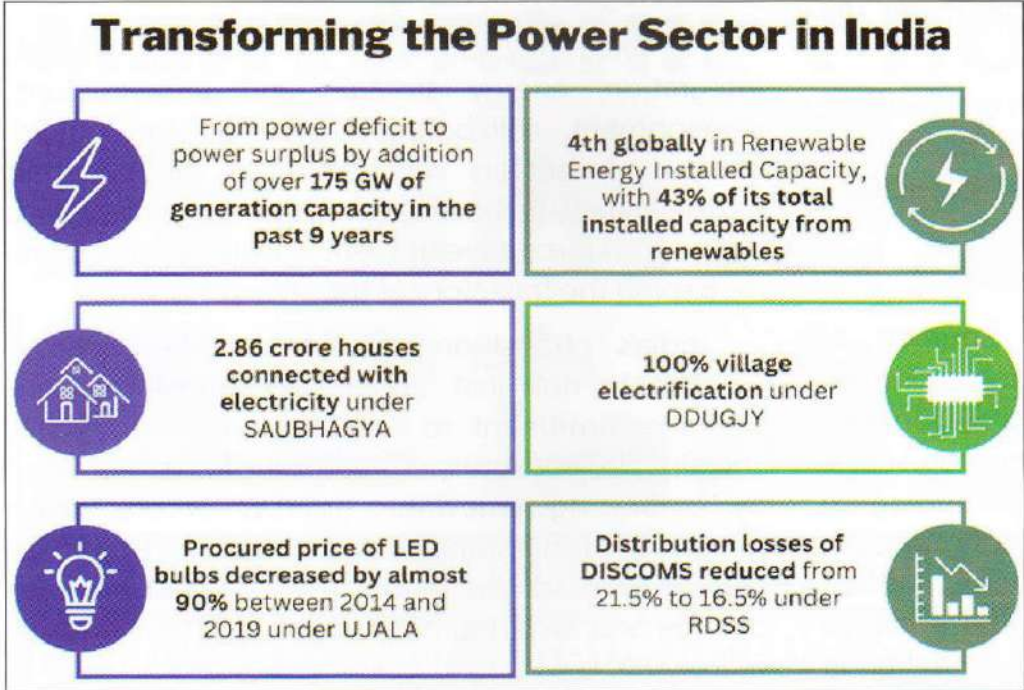 Transforming the Power Sector in India
From power deficit to
power surplus by addition
of over 175 GW of
generation capacity in the
past 9 years
4th globally in Renewable
Energy Installed Capacity,
with 43% of its total
installed capacity from
renewables
2.86 crore houses
connected with
electricity under
SAUBHAGYA
100% village
electrification under
DDUGJY
Procured price of LED
bulbs decreased by almost
90% between 2014 and
2019 under UJALA
Distribution losses of
DISCOMS reduced from
21.5% to 16.5% under
RDSS